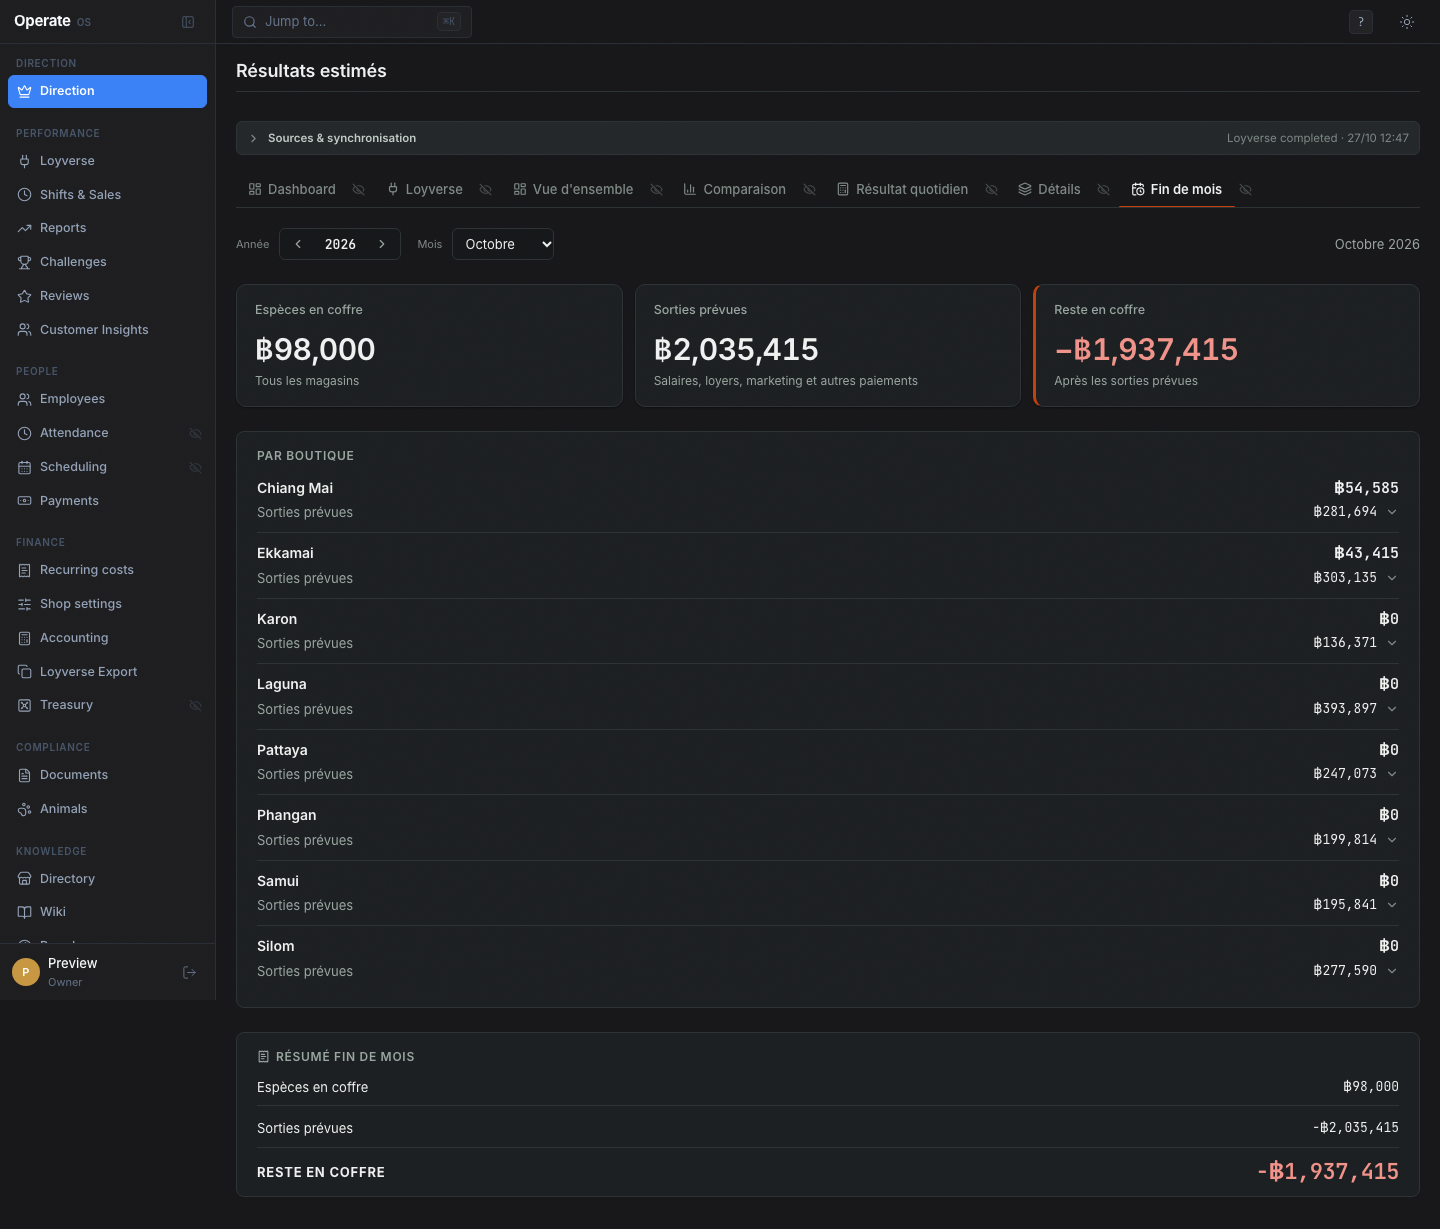 Operate OS
Jump to...
⌘K
?
DIRECTION
Direction
PERFORMANCE
Loyverse
Shifts & Sales
Reports
Challenges
Reviews
Customer Insights
PEOPLE
Employees
Attendance
Scheduling
Payments
FINANCE
Recurring costs
Shop settings
Accounting
Loyverse Export
Treasury
COMPLIANCE
Documents
Animals
KNOWLEDGE
Directory
Wiki
P
Preview
Owner
Résultats estimés
Sources & synchronisation
Loyverse completed · 27/10 12:47
Dashboard
Loyverse
Vue d'ensemble
Comparaison
Résultat quotidien
Détails
Fin de mois
Année
2026
Mois
Octobre
Octobre 2026
Espèces en coffre
฿98,000
Tous les magasins
Sorties prévues
฿2,035,415
Salaires, loyers, marketing et autres paiements
Reste en coffre
−฿1,937,415
Après les sorties prévues
PAR BOUTIQUE
Chiang Mai ฿54,585
Sorties prévues ฿281,694
Ekkamai ฿43,415
Sorties prévues ฿303,135
Karon ฿0
Sorties prévues ฿136,371
Laguna ฿0
Sorties prévues ฿393,897
Pattaya ฿0
Sorties prévues ฿247,073
Phangan ฿0
Sorties prévues ฿199,814
Samui ฿0
Sorties prévues ฿195,841
Silom ฿0
Sorties prévues ฿277,590
RÉSUMÉ FIN DE MOIS
Espèces en coffre ฿98,000
Sorties prévues -฿2,035,415
RESTE EN COFFRE -฿1,937,415